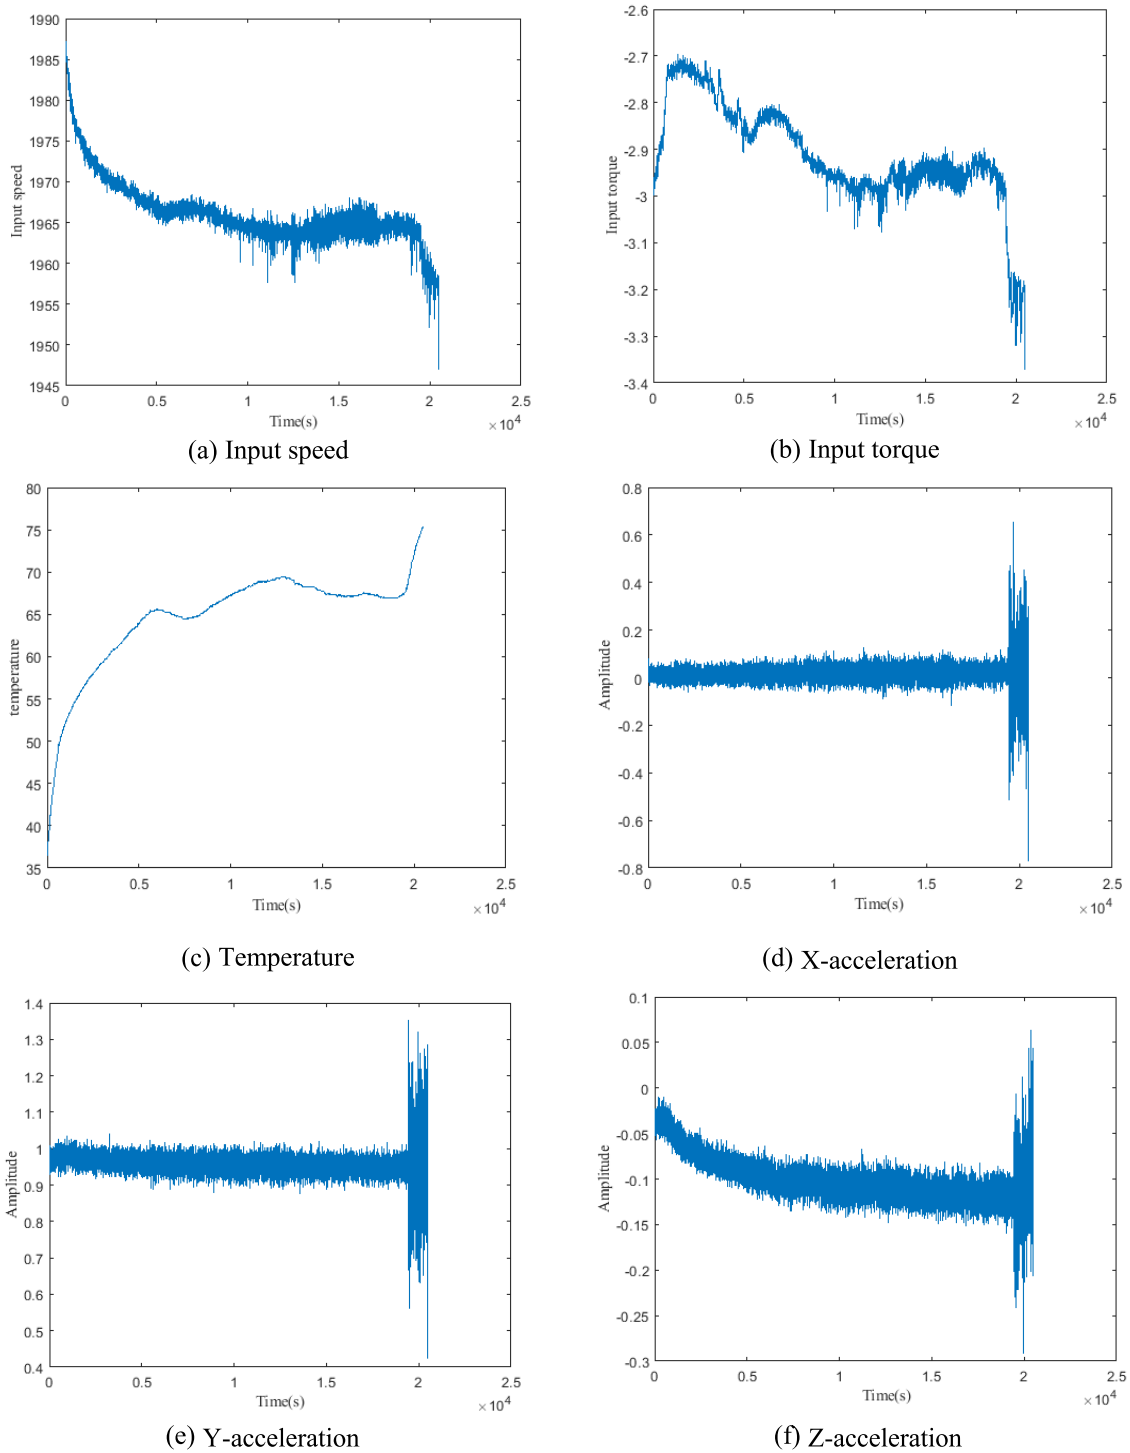 1990
1985
1980
1975
1970
1965
1960
1955
1950
1945
Input speed
0 0.5 1 1.5 2 2.5
Time(s)
×10^4
(a) Input speed
-2.6
-2.7
-2.8
-2.9
-3
-3.1
-3.2
-3.3
-3.4
Input torque
0 0.5 1 1.5 2 2.5
Time(s)
×10^4
(b) Input torque
80
75
70
65
60
55
50
45
40
35
temperature
0 0.5 1 1.5 2 2.5
Time(s)
×10^4
(c) Temperature
0.8
0.6
0.4
0.2
0
-0.2
-0.4
-0.6
-0.8
Amplitude
0 0.5 1 1.5 2 2.5
Time(s)
×10^4
(d) X-acceleration
1.4
1.3
1.2
1.1
1
0.9
0.8
0.7
0.6
0.5
0.4
Amplitude
0 0.5 1 1.5 2 2.5
Time(s)
×10^4
(e) Y-acceleration
0.1
0.05
0
-0.05
-0.1
-0.15
-0.2
-0.25
-0.3
Amplitude
0 0.5 1 1.5 2 2.5
Time(s)
×10^4
(f) Z-acceleration